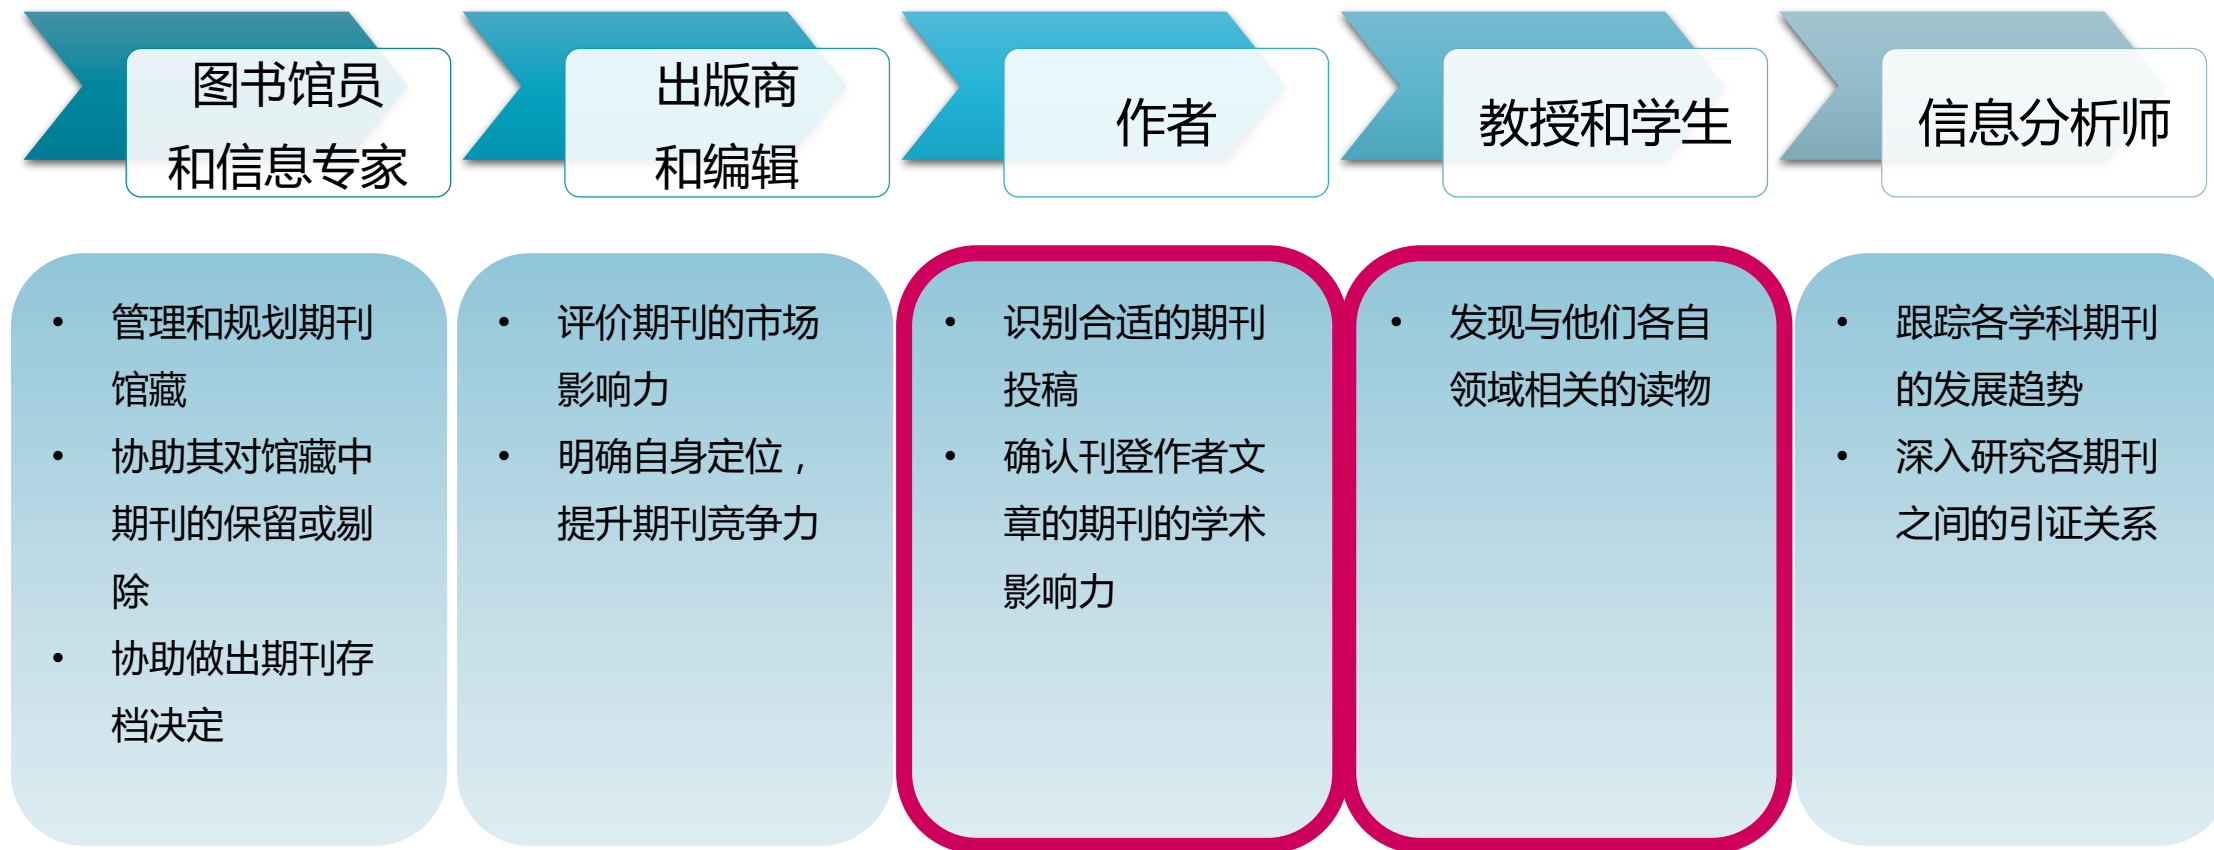 图书馆员
和信息专家
出版商
和编辑
作者
教授和学生
信息分析师
• 管理和规划期刊
馆藏
• 协助其对馆藏中
期刊的保留或剔
除
• 协助做出期刊存
档决定
• 评价期刊的市场
影响力
• 明确自身定位，
提升期刊竞争力
• 识别合适的期刊
投稿
• 确认刊登作者文
章的期刊的学术
影响力
• 发现与他们各自
领域相关的读物
• 跟踪各学科期刊
的发展趋势
• 深入研究各期刊
之间的引证关系